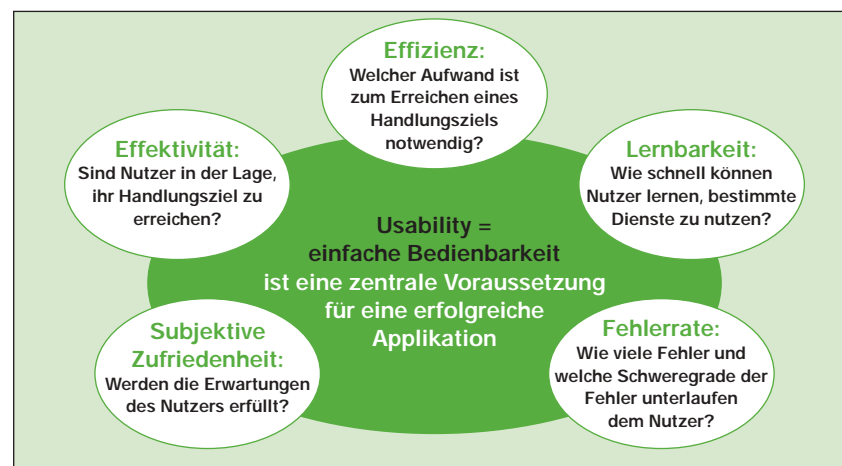 Effizienz:
Welcher Aufwand ist
zum Erreichen eines
Handlungsziels
notwendig?
Effektivität:
Sind Nutzer in der Lage,
ihr Handlungsziel zu
erreichen?
Lernbarkeit:
Wie schnell können
Nutzer lernen, bestimmte
Dienste zu nutzen?
Usability =
einfache Bedienbarkeit
ist eine zentrale Voraussetzung
für eine erfolgreiche
Applikation
Subjektive
Zufriedenheit:
Werden die Erwartungen
des Nutzers erfüllt?
Fehlerrate:
Wie viele Fehler und
welche Schweregrade der
Fehler unterlaufen
dem Nutzer?